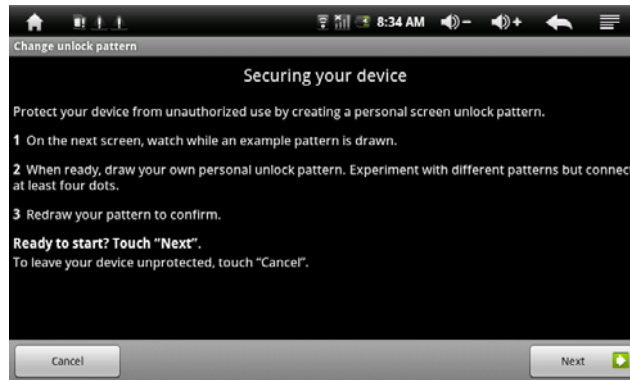 8:34 AM
Change unlock pattern
Securing your device
Protect your device from unauthorized use by creating a personal screen unlock pattern.
1 On the next screen, watch while an example pattern is drawn.
2 When ready, draw your own personal unlock pattern. Experiment with different patterns but connect
at least four dots.
3 Redraw your pattern to confirm.
Ready to start? Touch “Next”.
To leave your device unprotected, touch “Cancel”.
Cancel
Next